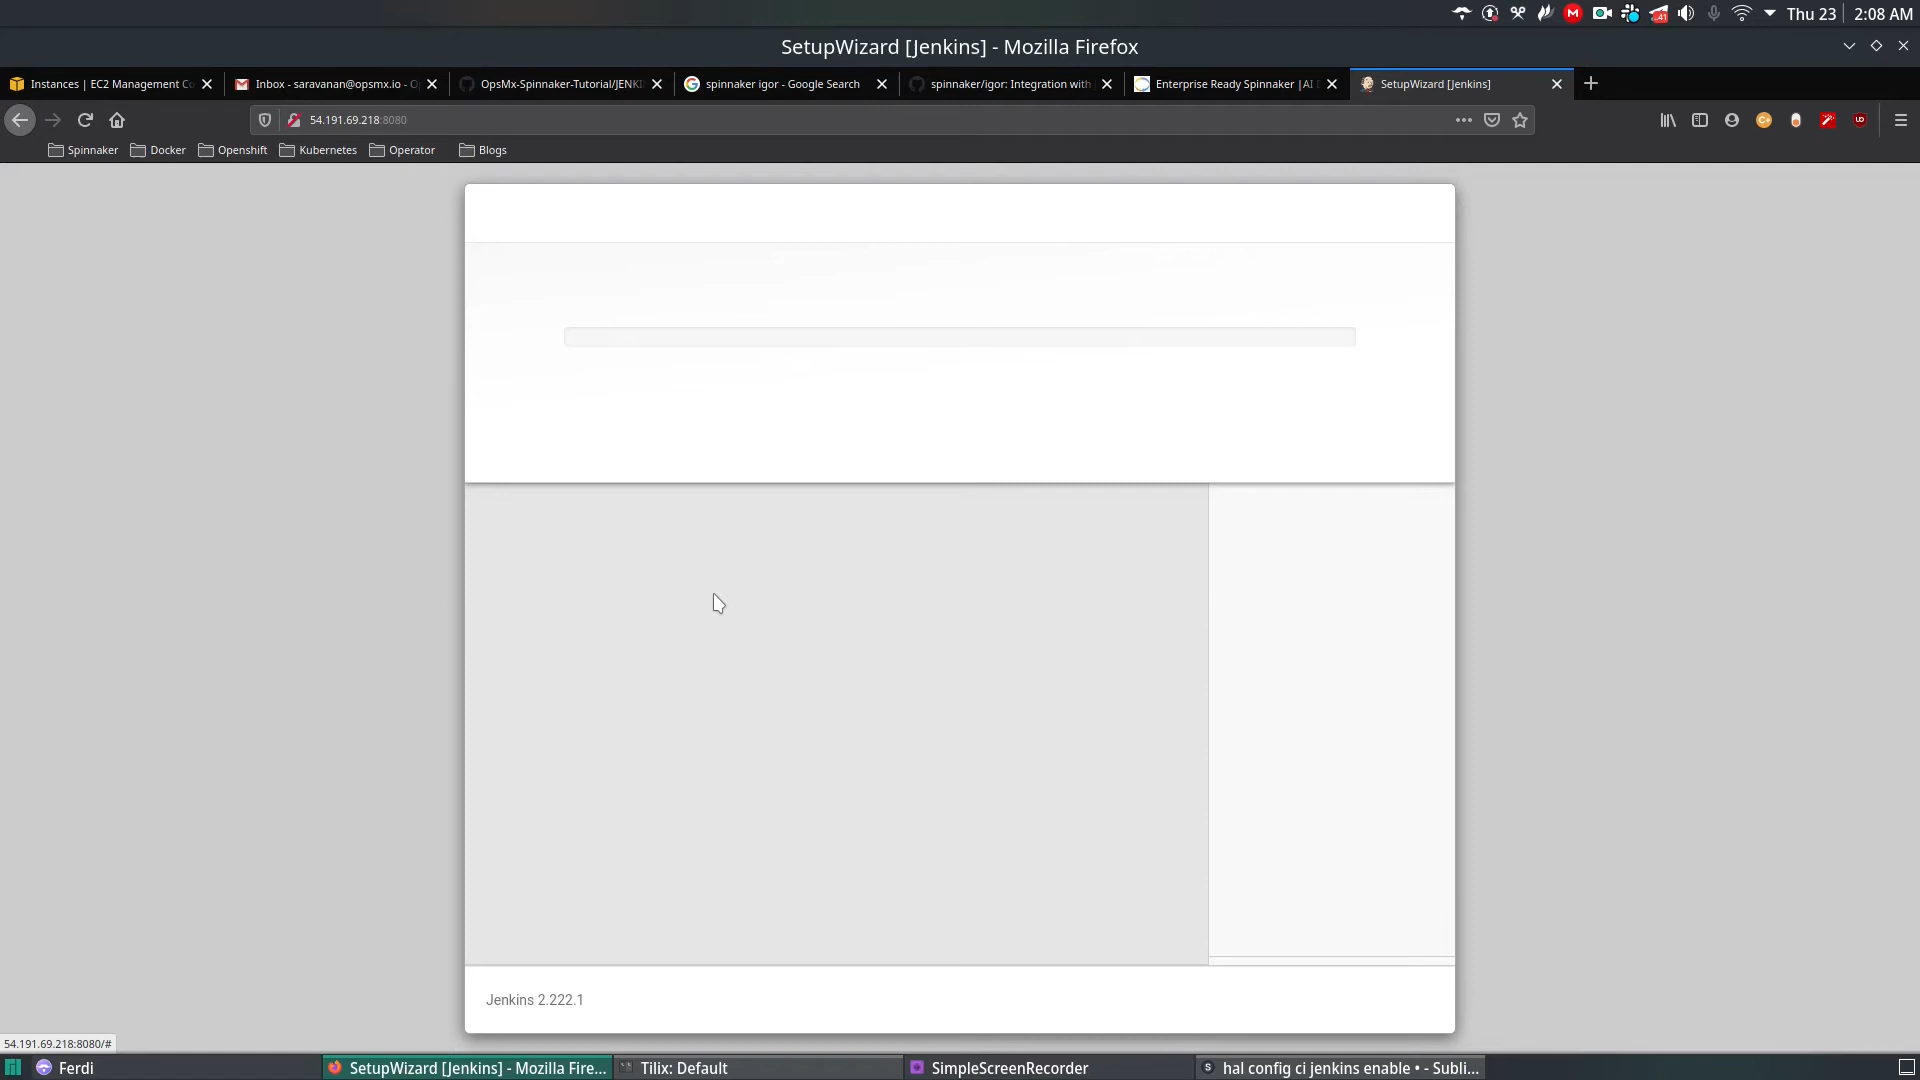 41
Thu 23
2:08 AM
SetupWizard [Jenkins] - Mozilla Firefox
Instances | EC2 Management Co
Inbox - saravanan@opsmx.io - O
OpsMx-Spinnaker-Tutorial/JENKI
spinnaker igor - Google Search
spinnaker/igor: Integration with
Enterprise Ready Spinnaker |AI D
SetupWizard [Jenkins]
54.191.69.218:8080
Spinnaker
Docker
Openshift
Kubernetes
Operator
Blogs
Jenkins 2.222.1
54.191.69.218:8080/#
Ferdi
SetupWizard [Jenkins] - Mozilla Fire...
Tilix: Default
SimpleScreenRecorder
hal config ci jenkins enable • - Subli...